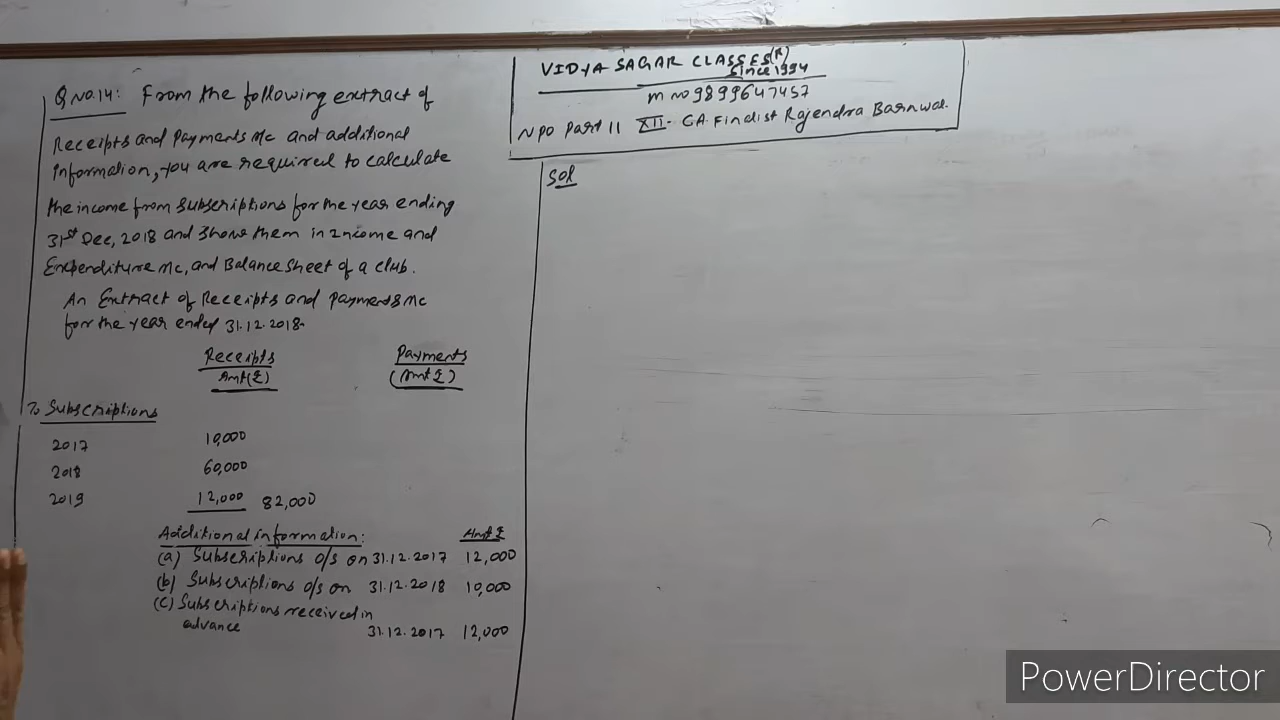 Q No.14: From the following extract of
Receipts and Payments A/c and additional
Information, you are required to calculate
the income from subscriptions for the year ending
31st Dec, 2018 and show them in Income and
Expenditure A/c, and Balance sheet of a club.
An Extract of Receipts and payments A/c
for the year ended 31.12.2018.
Receipts Payments
Amt(₹) (Amt ₹)
To Subscriptions
2017 10,000
2018 60,000
2019 12,000 82,000
Additional information: Amt ₹
(a) Subscriptions o/s on 31.12.2017 12,000
(b) Subscriptions o/s on 31.12.2018 10,000
(c) Subscriptions received in
advance 31.12.2017 12,000
VIDYA SAGAR CLASSES(R)
Since 1994
M no 9899647457
NPO Part 11 XII- CA Finalist Rajendra Barnwal.
Sol
PowerDirector